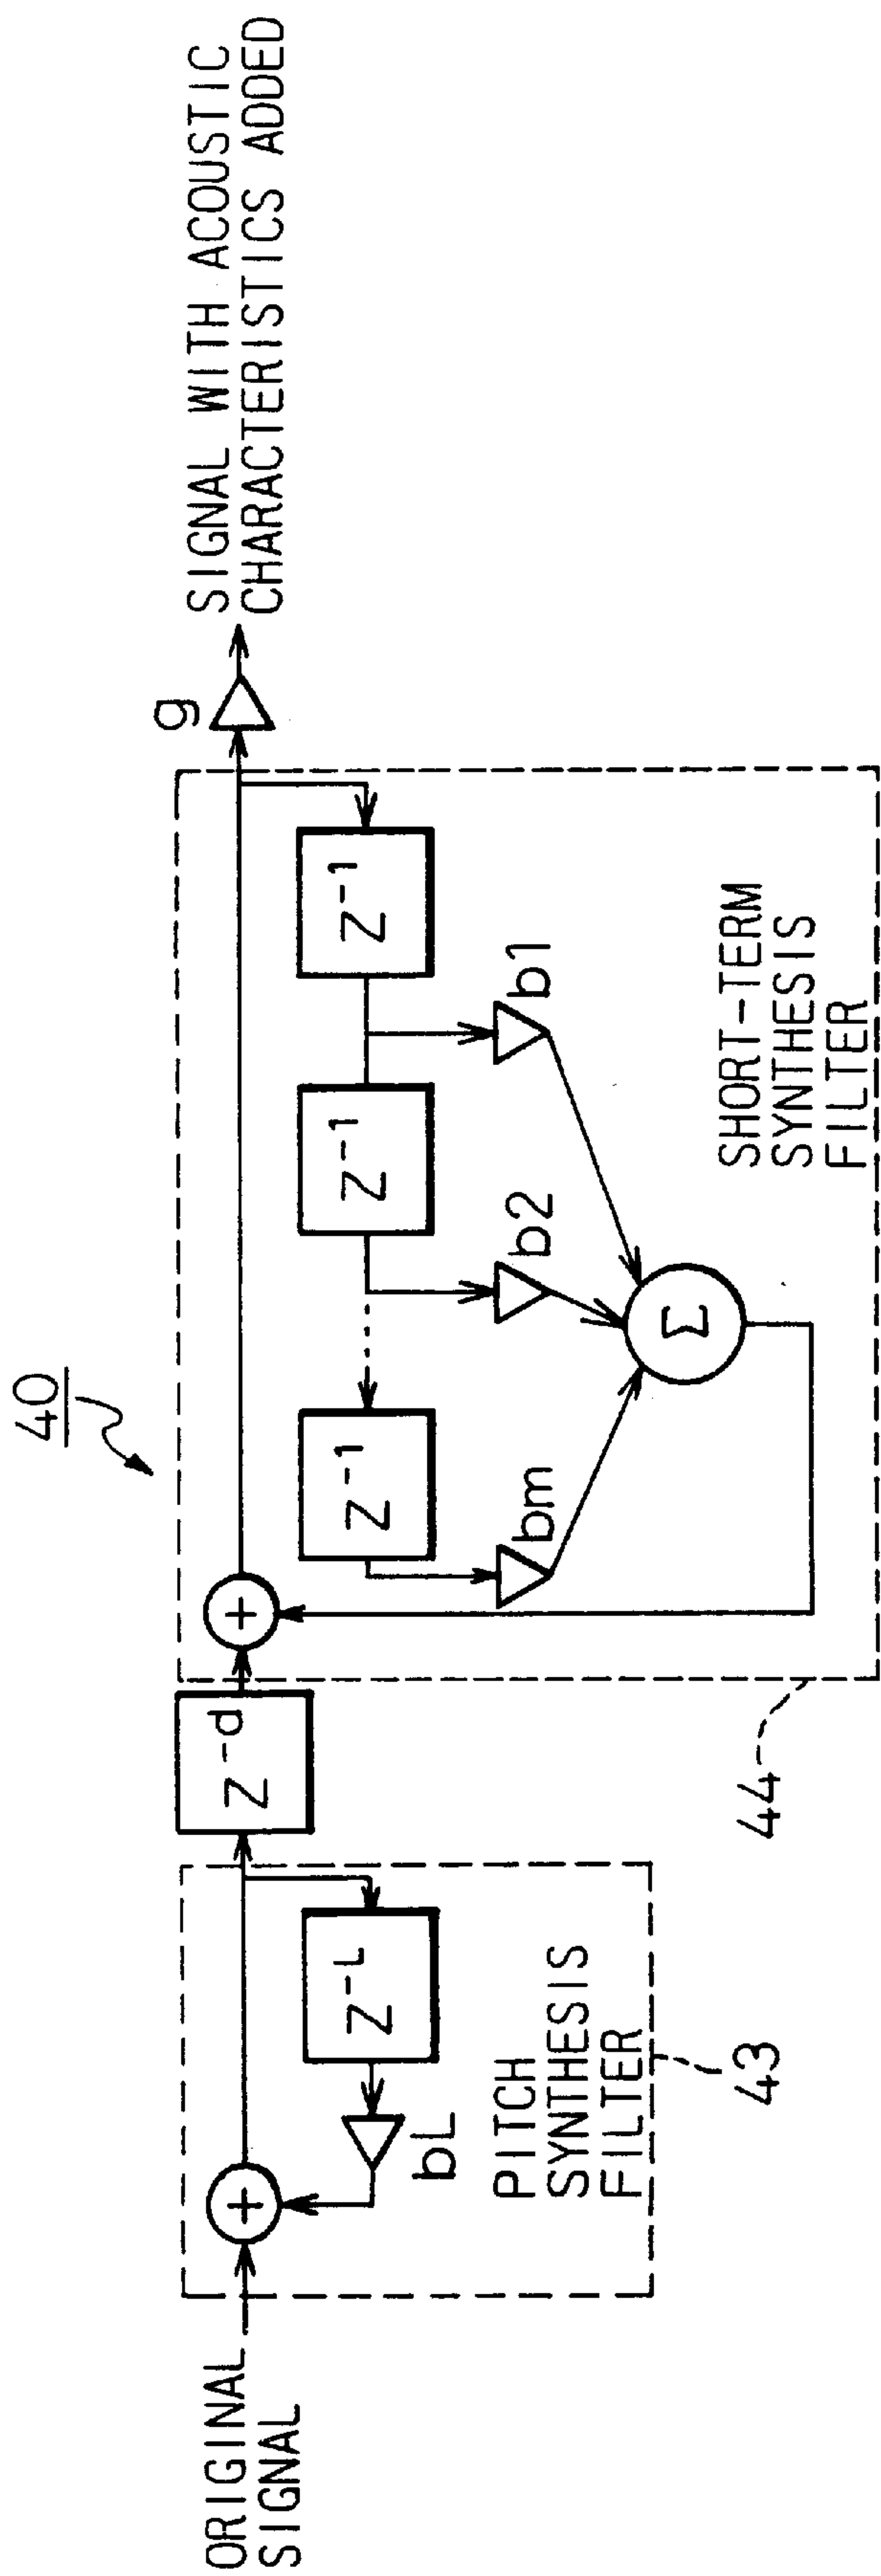 40
ORIGINAL
SIGNAL
+
Z-L
bL
PITCH
SYNTHESIS
FILTER
43
Z-d
+
Z-1
Z-1
Z-1
bm
b2
b1
Σ
SHORT-TERM
SYNTHESIS
FILTER
44
g
SIGNAL WITH ACOUSTIC
CHARACTERISTICS ADDED